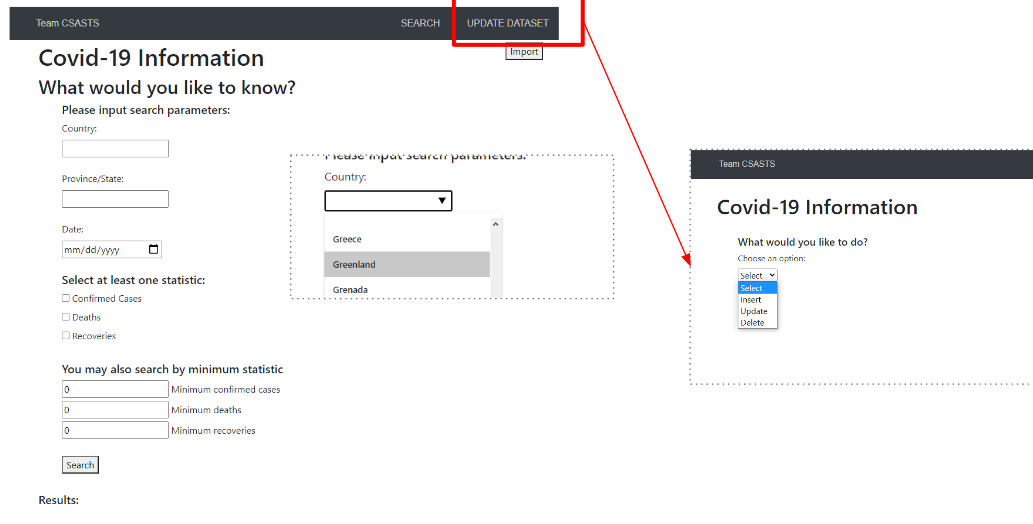 Team CSASTS SEARCH UPDATE DATASET
Import
Covid-19 Information
What would you like to know?
Please input search parameters:
Country:
Province/State:
Date:
mm/dd/yyyy
Select at least one statistic:
Confirmed Cases
Deaths
Recoveries
You may also search by minimum statistic
0 Minimum confirmed cases
0 Minimum deaths
0 Minimum recoveries
Search
Results:
Please input search parameters:
Country:
Greece
Greenland
Grenada
Team CSASTS
Covid-19 Information
What would you like to do?
Choose an option:
Select
Select
Insert
Update
Delete